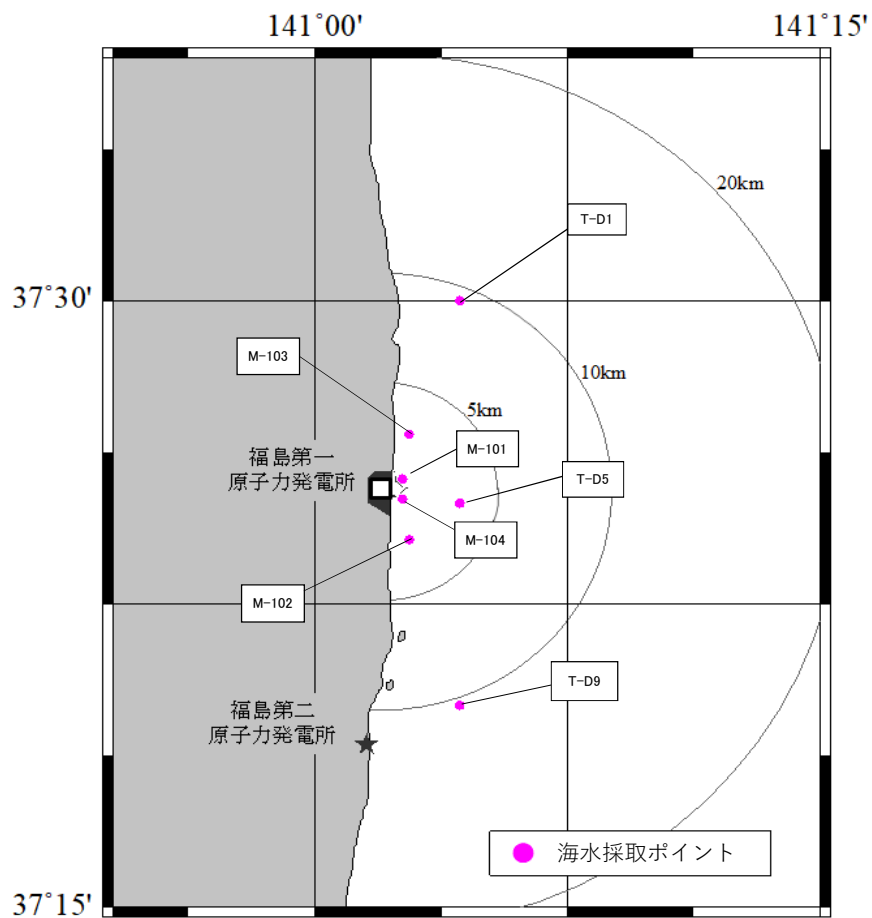 141°00'
141°15'
20km
T-D1
37°30'
M-103
10km
5km
M-101
福島第一
原子力発電所
T-D5
M-104
M-102
T-D9
福島第二
原子力発電所
海水採取ポイント
37°15'